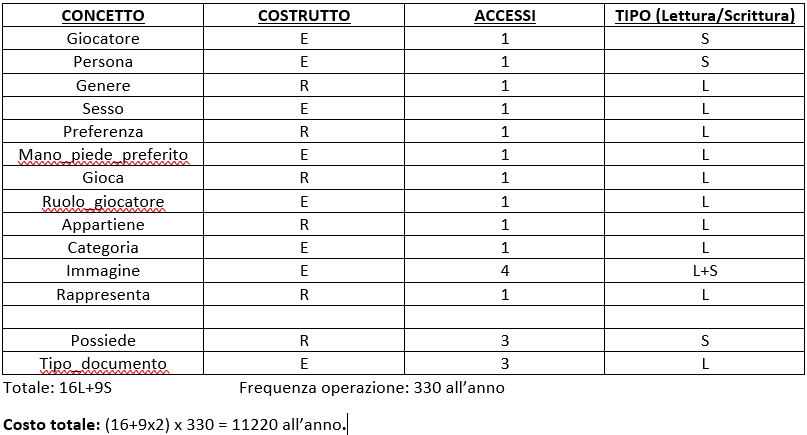 CONCETTO COSTRUTTO ACCESSI TIPO (Lettura/Scrittura)
Giocatore E 1 S
Persona E 1 S
Genere R 1 L
Sesso E 1 L
Preferenza R 1 L
Mano_piede_preferito E 1 L
Gioca R 1 L
Ruolo_giocatore E 1 L
Appartiene R 1 L
Categoria E 1 L
Immagine E 4 L+S
Rappresenta R 1 L
Possiede R 3 S
Tipo_documento E 3 L
Totale: 16L+9S Frequenza operazione: 330 all’anno
Costo totale: (16+9x2) x 330 = 11220 all’anno.